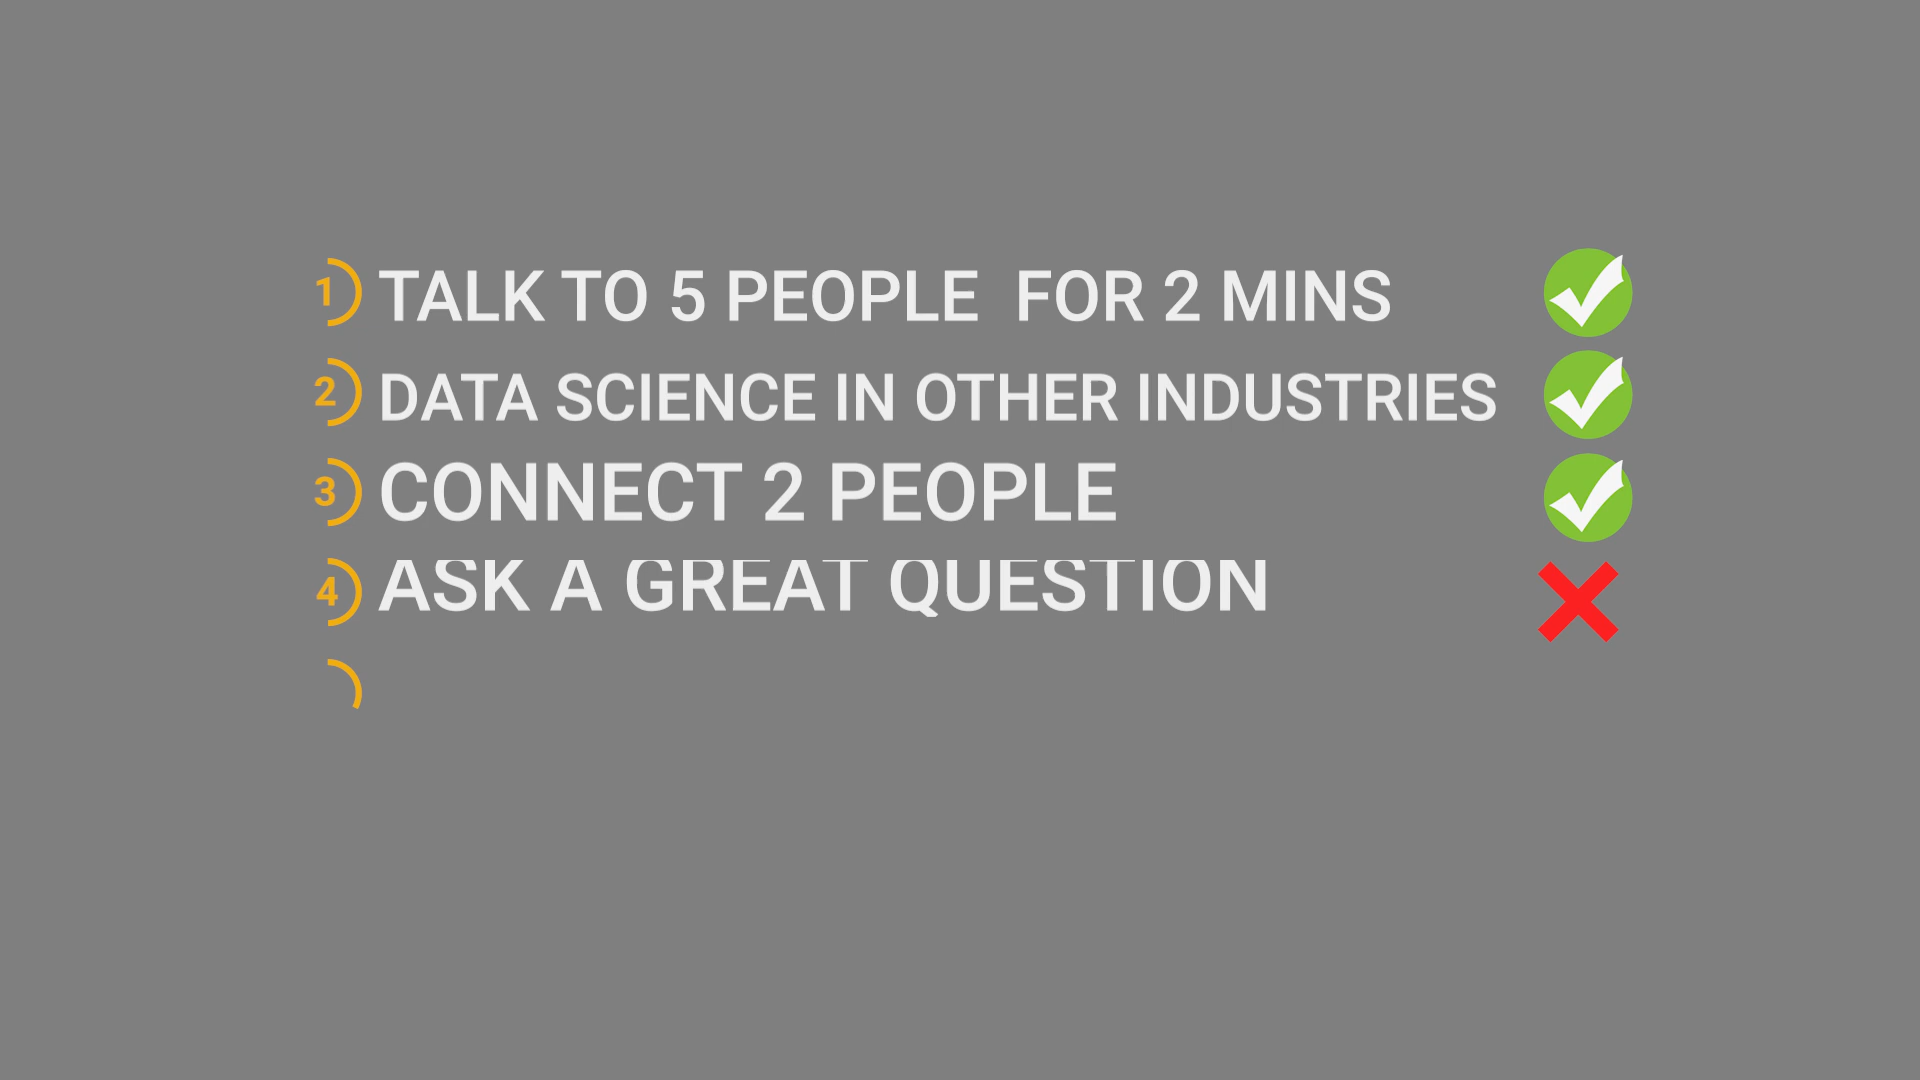 1 TALK TO 5 PEOPLE FOR 2 MINS
2 DATA SCIENCE IN OTHER INDUSTRIES
3 CONNECT 2 PEOPLE
4 ASK A GREAT QUESTION